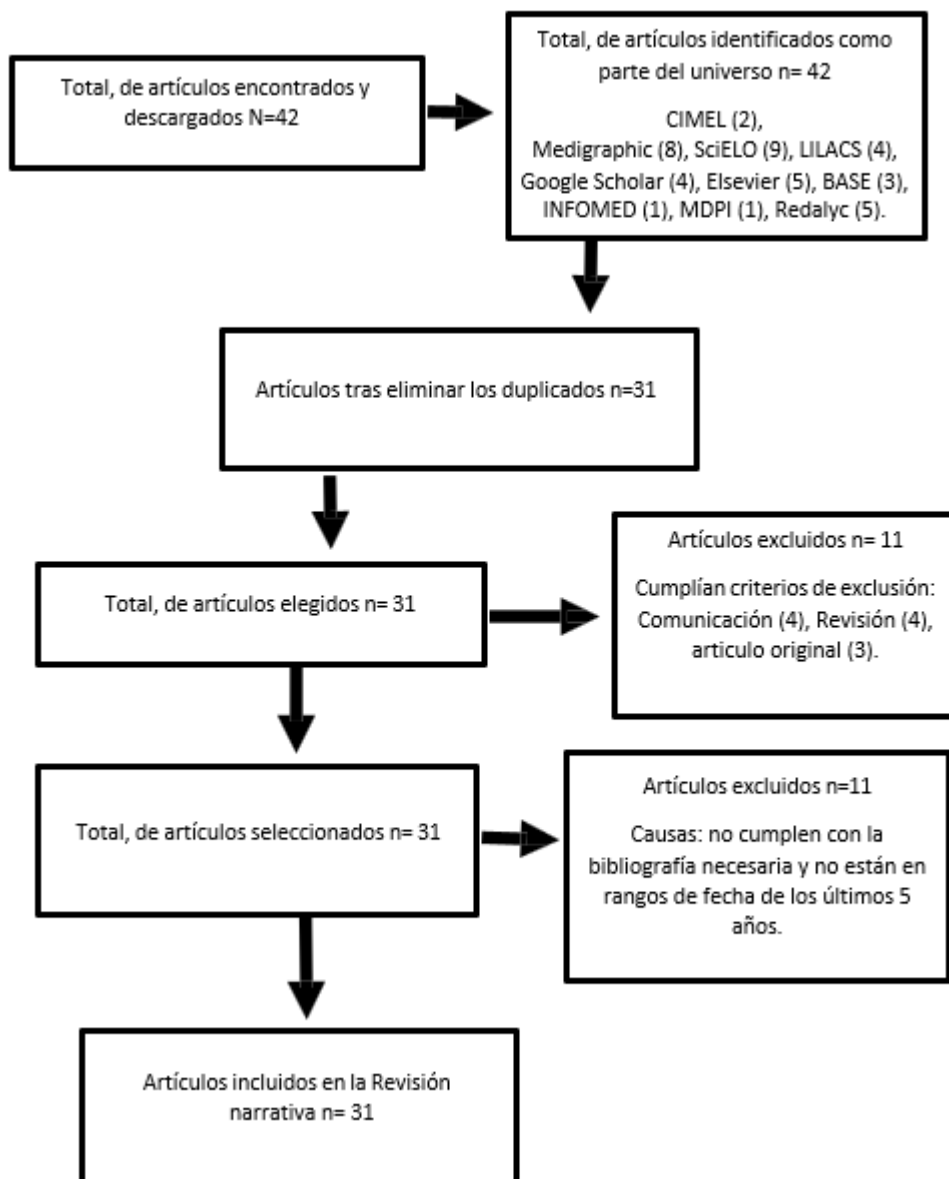 Total, de artículos encontrados y
descargados N=42
Total, de artículos identificados como
parte del universo n= 42
CIMEL (2),
Medigraphic (8), SciELO (9), LILACS (4),
Google Scholar (4), Elsevier (5), BASE (3),
INFOMED (1), MDPI (1), Redalyc (5).
Artículos tras eliminar los duplicados n=31
Total, de artículos elegidos n= 31
Artículos excluidos n= 11
Cumplían criterios de exclusión:
Comunicación (4), Revisión (4),
articulo original (3).
Total, de artículos seleccionados n= 31
Artículos excluidos n=11
Causas: no cumplen con la
bibliografía necesaria y no están en
rangos de fecha de los últimos 5
años.
Artículos incluidos en la Revisión
narrativa n= 31